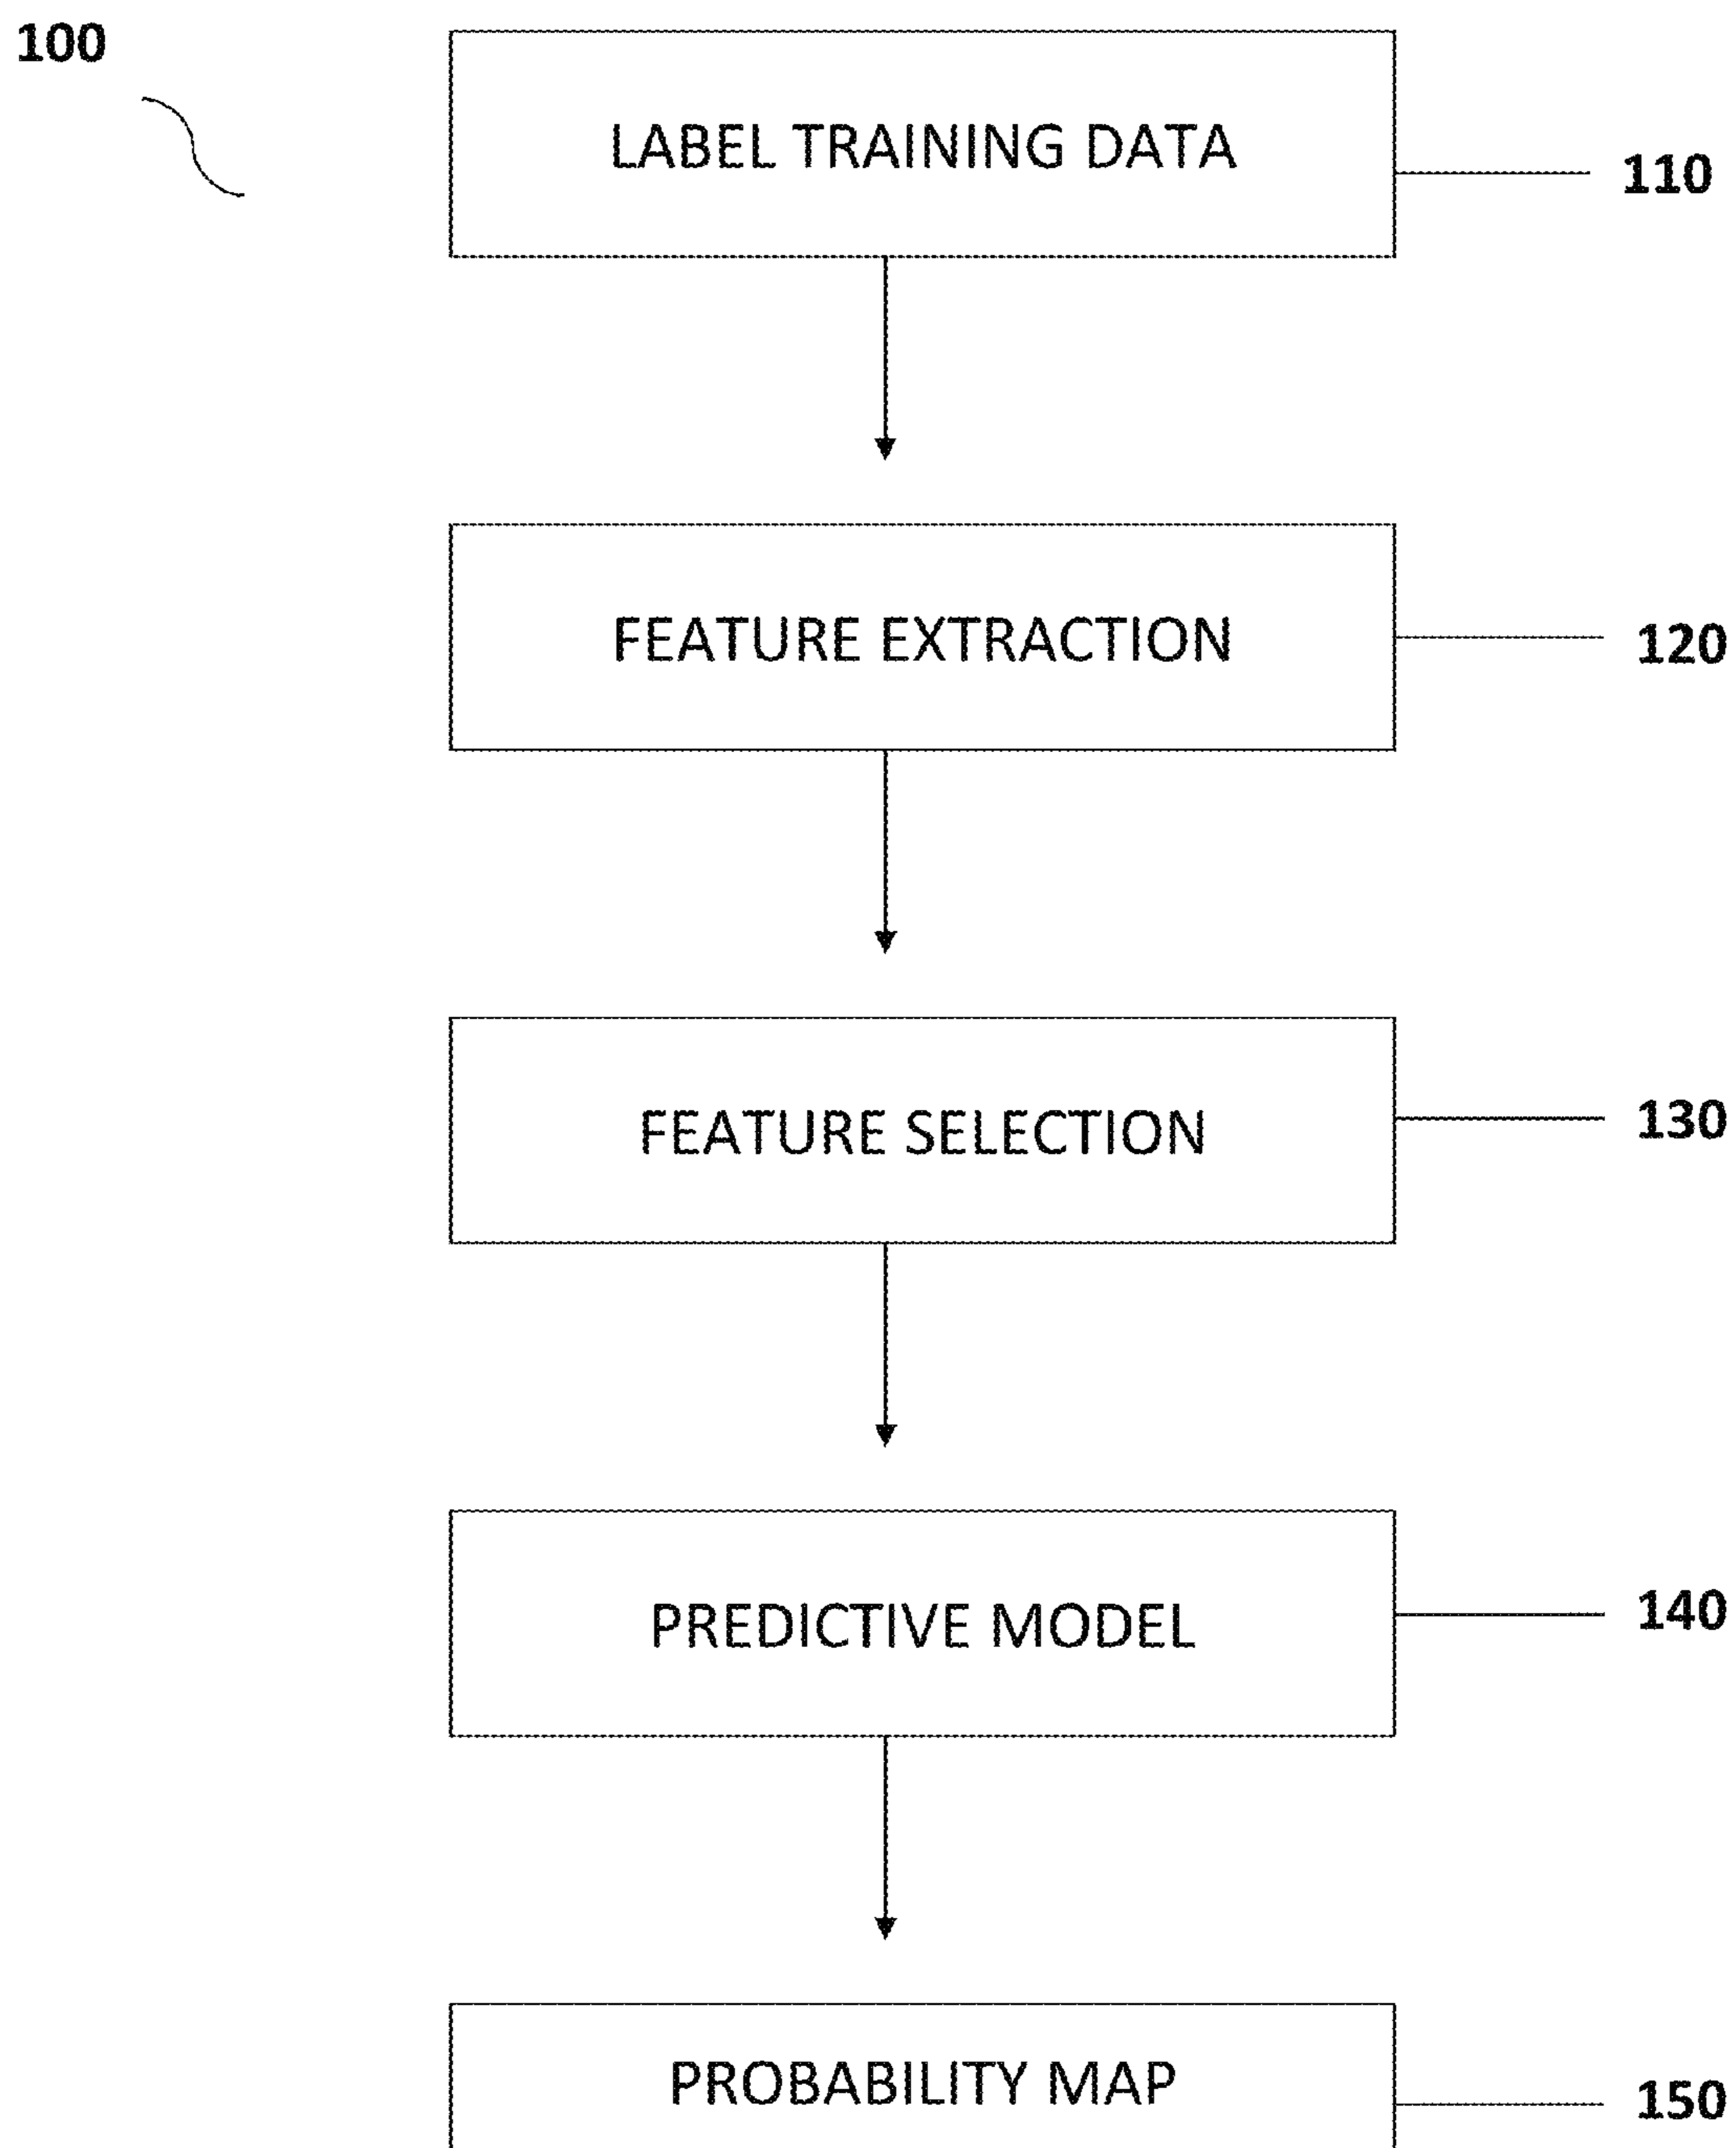 100
LABEL TRAINING DATA
110
FEATURE EXTRACTION
120
FEATURE SELECTION
130
PREDICTIVE MODEL
140
PROBABILITY MAP
150